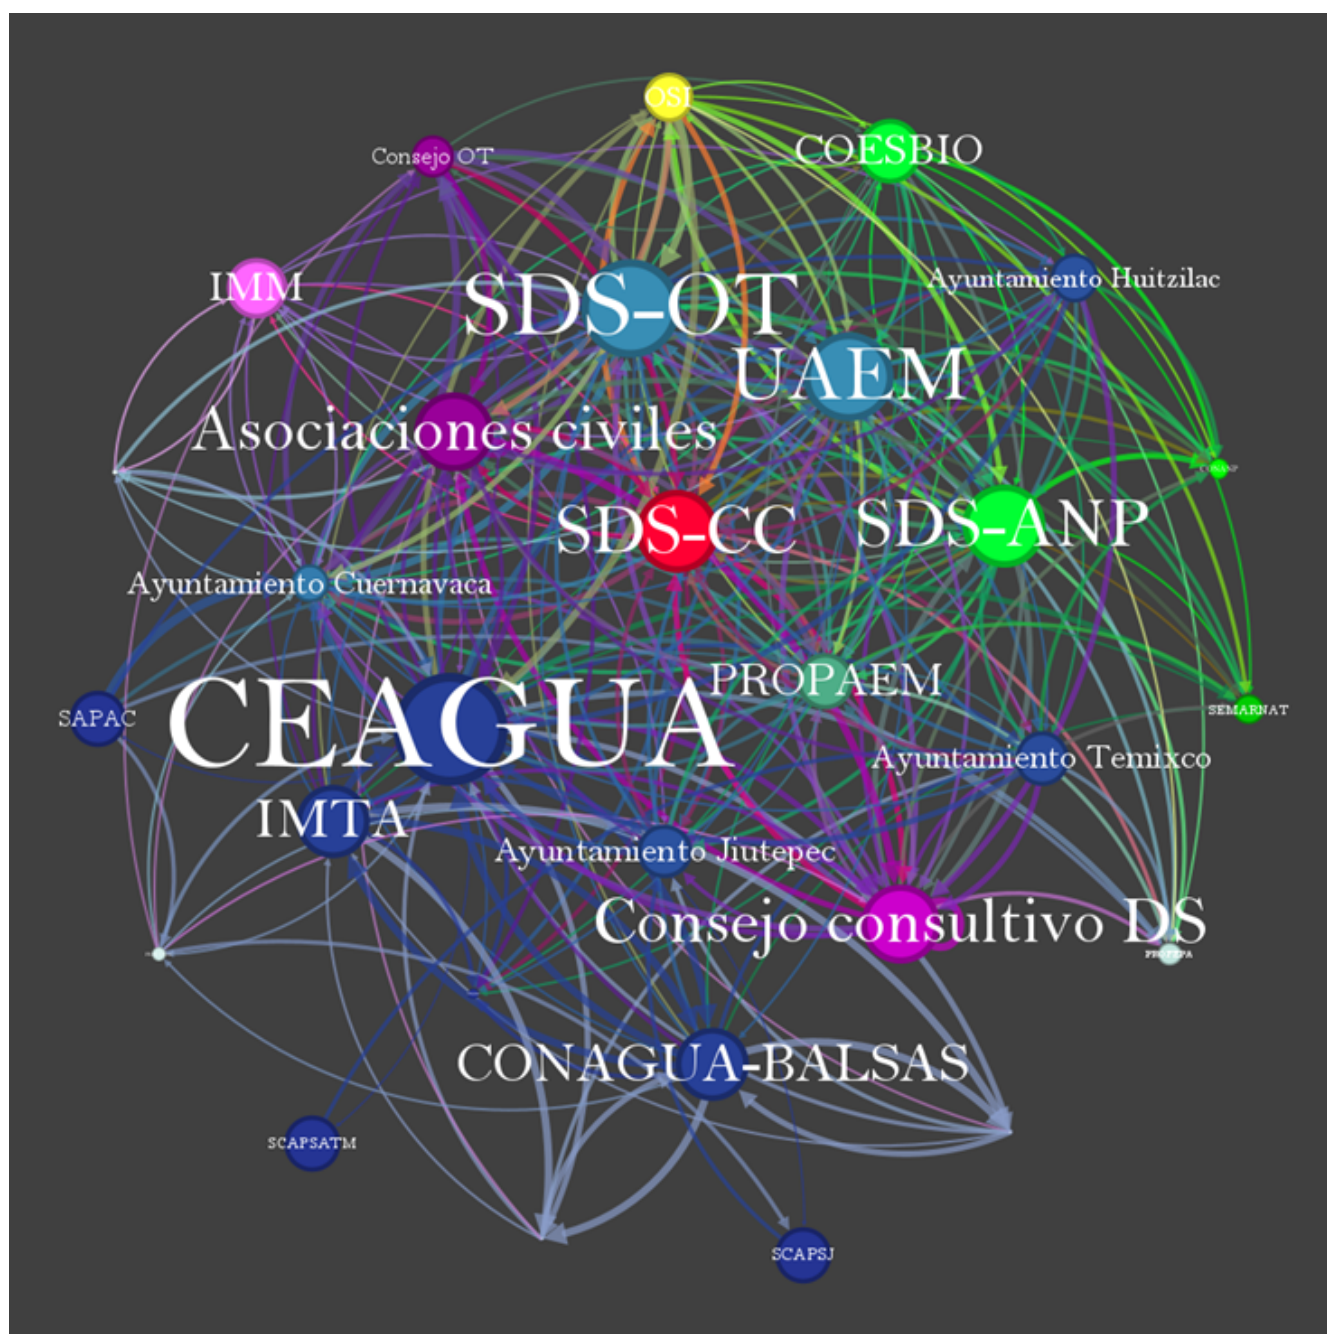 OSI
COESBIO
Consejo OT
Ayuntamiento Huitzilac
IMM
SDS-OT
UAEM
Asociaciones civiles
CONANP
SDS-CC
SDS-ANP
Ayuntamiento Cuernavaca
PROPAEM
SEMARNAT
SAPAC
CEAGUA
Ayuntamiento Temixco
IMTA
Ayuntamiento Jiutepec
Consejo consultivo DS
PROFEPA
CONAGUA-BALSAS
SCAPSATM
SCAPSJ